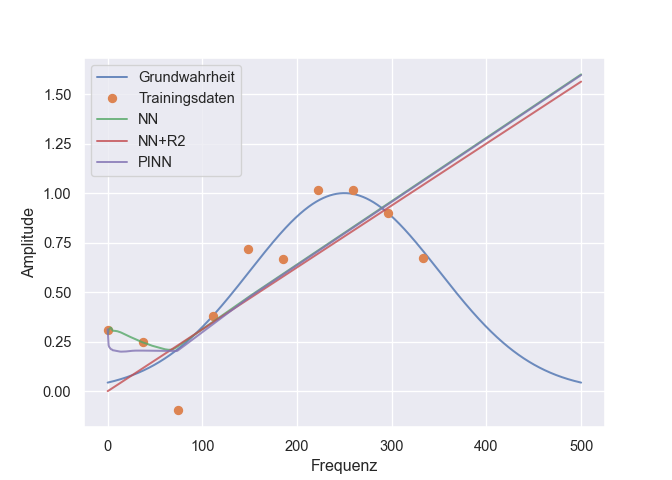 Grundwahrheit
Trainingsdaten
NN
NN+R2
PINN
Amplitude
1.50
1.25
1.00
0.75
0.50
0.25
0.00
0 100 200 300 400 500
Frequenz